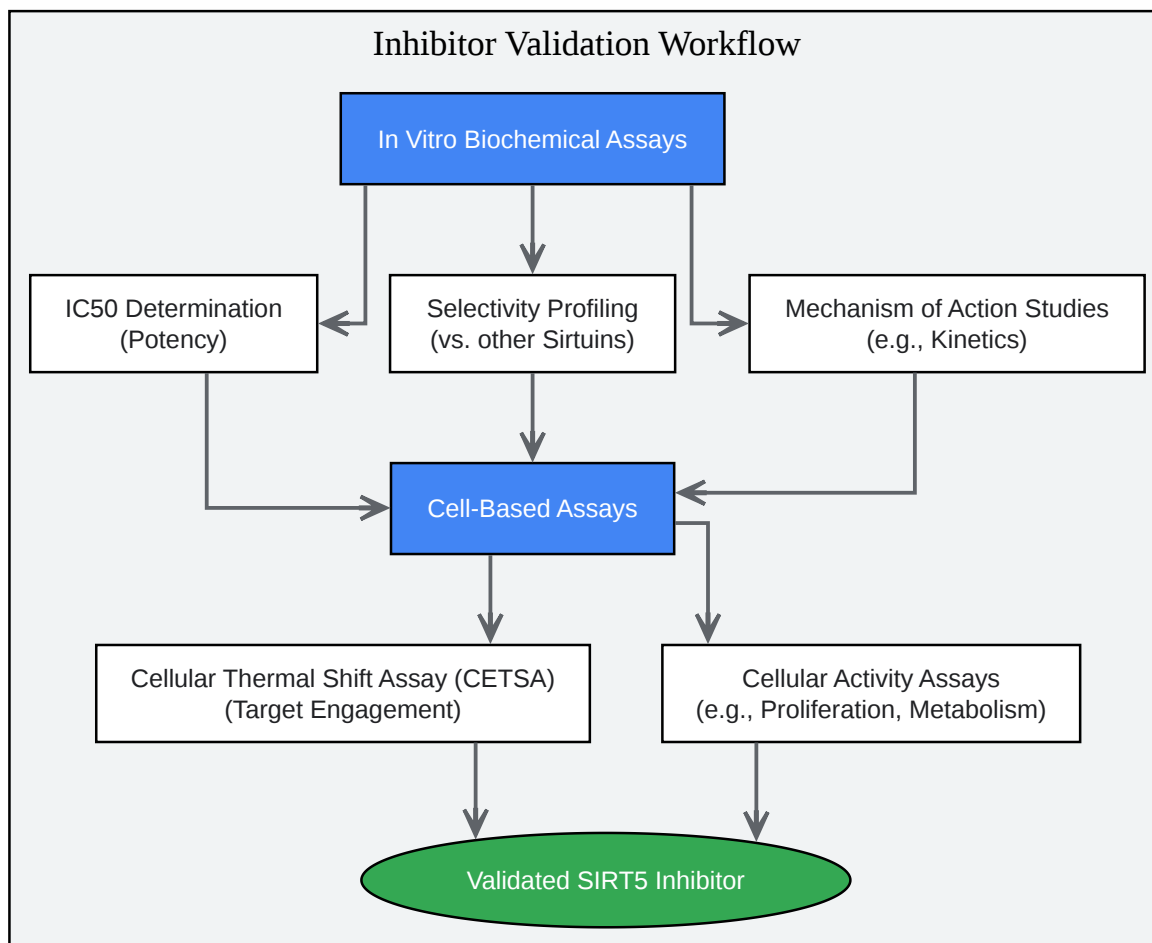 Inhibitor Validation Workflow
In Vitro Biochemical Assays
IC50 Determination
(Potency)
Selectivity Profiling
(vs. other Sirtuins)
Mechanism of Action Studies
(e.g., Kinetics)
Cell-Based Assays
Cellular Thermal Shift Assay (CETSA)
(Target Engagement)
Cellular Activity Assays
(e.g., Proliferation, Metabolism)
Validated SIRT5 Inhibitor